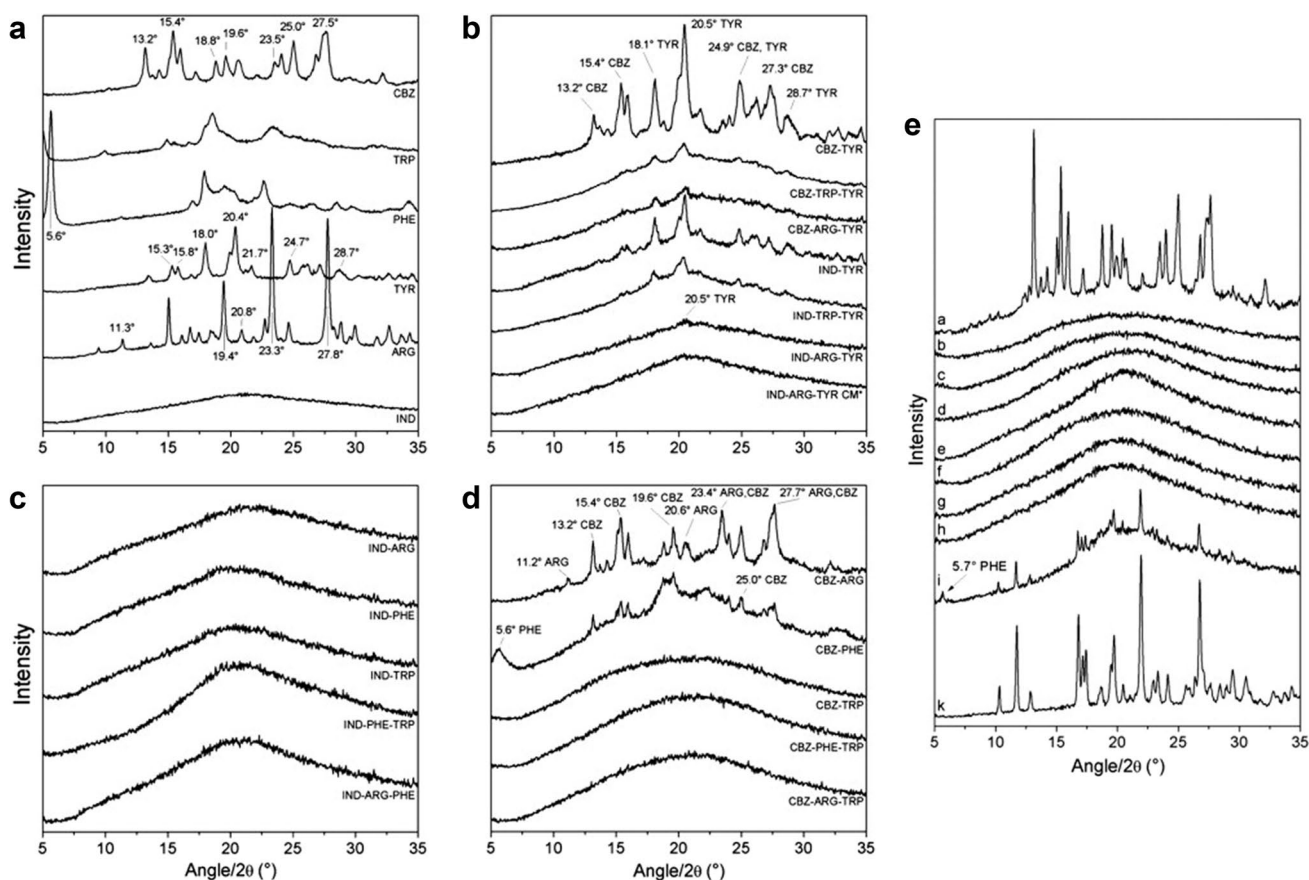 a
Intensity
13.2°
15.4°
18.8°
19.6°
23.5°
25.0°
27.5°
CBZ
TRP
PHE
5.6°
15.3°
15.8°
18.0°
20.4°
21.7°
24.7°
28.7°
TYR
11.3°
19.4°
20.8°
23.3°
27.8°
ARG
IND
5 10 15 20 25 30 35
b
20.5° TYR
18.1° TYR
24.9° CBZ, TYR
15.4° CBZ
27.3° CBZ
13.2° CBZ
28.7° TYR
CBZ-TYR
CBZ-TRP-TYR
CBZ-ARG-TYR
IND-TYR
IND-TRP-TYR
20.5° TYR
IND-ARG-TYR
IND-ARG-TYR CM*
5 10 15 20 25 30 35
c
Intensity
IND-ARG
IND-PHE
IND-TRP
IND-PHE-TRP
IND-ARG-PHE
5 10 15 20 25 30 35
Angle/2θ (°)
d
23.4° ARG,CBZ
27.7° ARG,CBZ
19.6° CBZ
15.4° CBZ
20.6° ARG
13.2° CBZ
11.2° ARG
CBZ-ARG
25.0° CBZ
5.6° PHE
CBZ-PHE
CBZ-TRP
CBZ-PHE-TRP
CBZ-ARG-TRP
5 10 15 20 25 30 35
Angle/2θ (°)
e
Intensity
a
b
c
d
e
f
g
h
i
5.7° PHE
k
5 10 15 20 25 30 35
Angle/2θ (°)